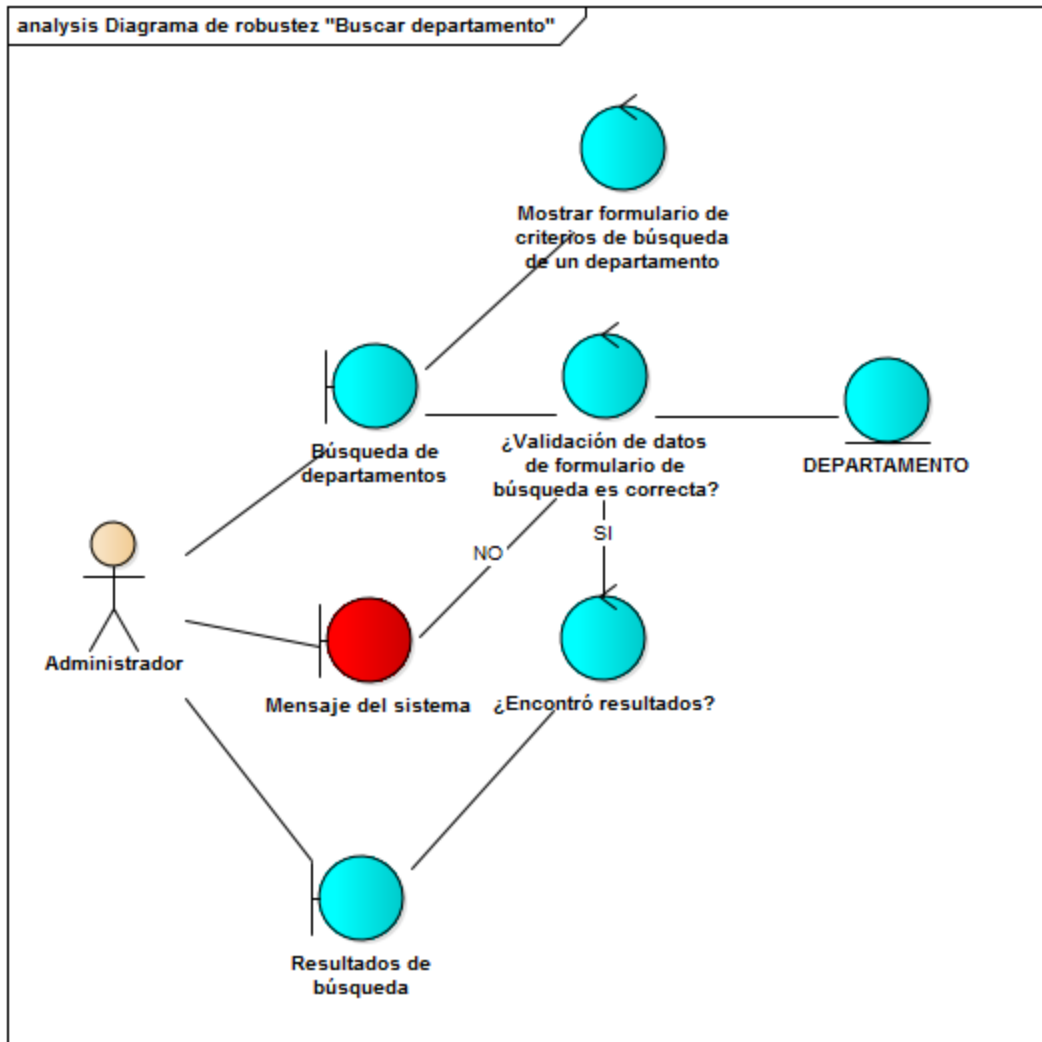 analysis Diagrama de robustez "Buscar departamento"
Mostrar formulario de
criterios de búsqueda
de un departamento
Búsqueda de
departamentos
¿Validación de datos
de formulario de
búsqueda es correcta?
DEPARTAMENTO
NO
SI
Administrador
Mensaje del sistema
¿Encontró resultados?
Resultados de
búsqueda